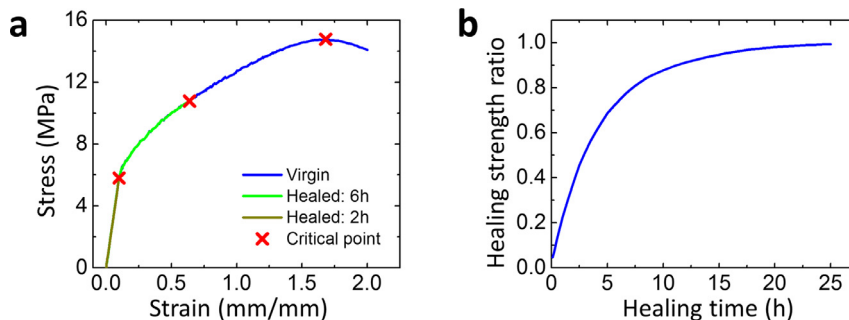 a
16
12
8
4
0
0.0 0.5 1.0 1.5 2.0
Stress (MPa)
Strain (mm/mm)
Virgin
Healed: 6h
Healed: 2h
Critical point
b
1.0
0.8
0.6
0.4
0.2
0.0
0 5 10 15 20 25
Healing strength ratio
Healing time (h)